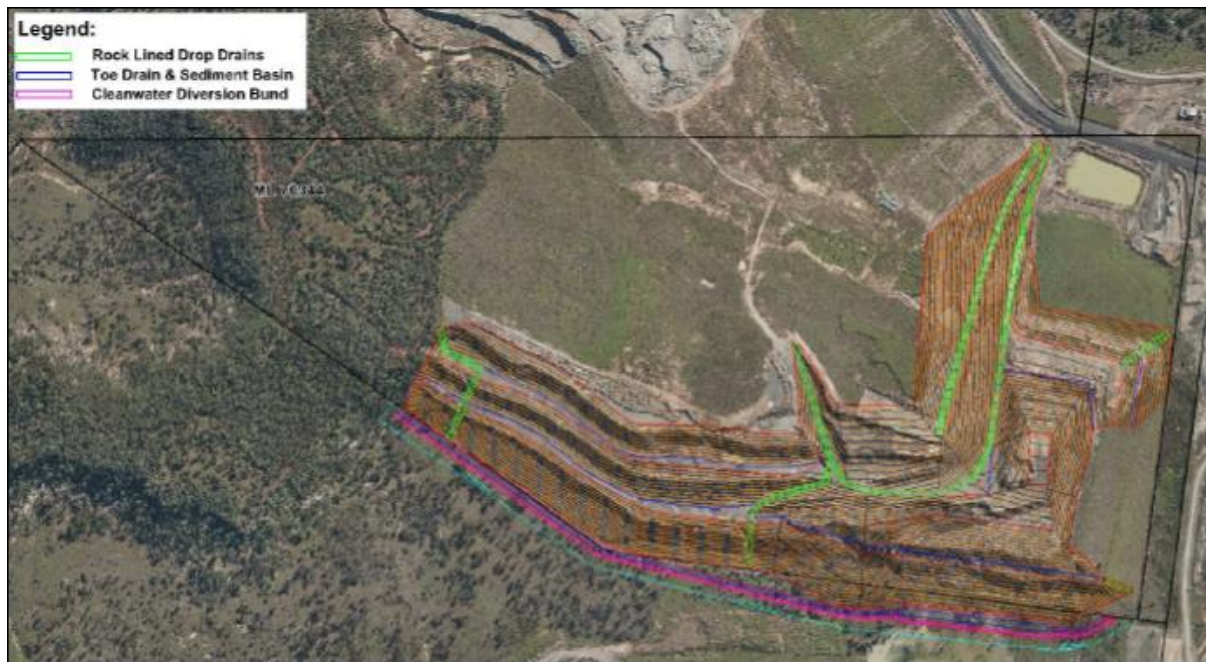 Legend:
Rock Lined Drop Drains
Toe Drain & Sediment Basin
Cleanwater Diversion Bund